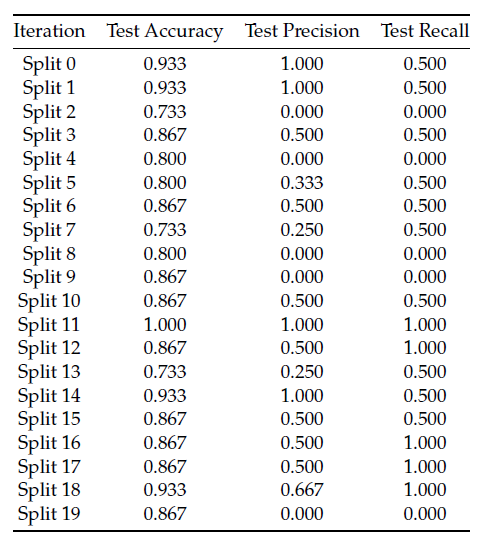 Iteration Test Accuracy Test Precision Test Recall
Split 0 0.933 1.000 0.500
Split 1 0.933 1.000 0.500
Split 2 0.733 0.000 0.000
Split 3 0.867 0.500 0.500
Split 4 0.800 0.000 0.000
Split 5 0.800 0.333 0.500
Split 6 0.867 0.500 0.500
Split 7 0.733 0.250 0.500
Split 8 0.800 0.000 0.000
Split 9 0.867 0.000 0.000
Split 10 0.867 0.500 0.500
Split 11 1.000 1.000 1.000
Split 12 0.867 0.500 1.000
Split 13 0.733 0.250 0.500
Split 14 0.933 1.000 0.500
Split 15 0.867 0.500 0.500
Split 16 0.867 0.500 1.000
Split 17 0.867 0.500 1.000
Split 18 0.933 0.667 1.000
Split 19 0.867 0.000 0.000